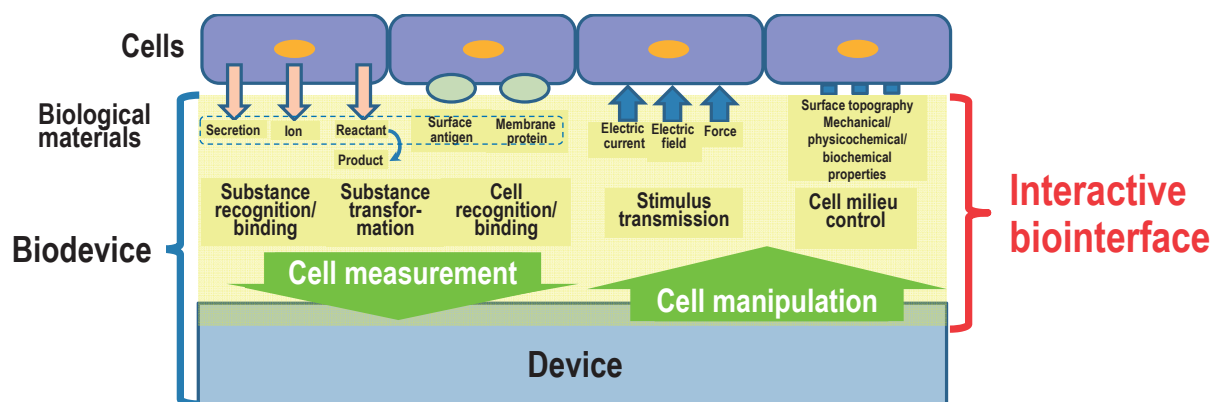 Cells
Biological
materials
Secretion
Ion
Reactant
Surface
antigen
Membrane
protein
Product
Electric
current
Electric
field
Force
Surface topography
Mechanical/
physicochemical/
biochemical
properties
Substance
recognition/
binding
Substance
transfor-
mation
Cell
recognition/
binding
Stimulus
transmission
Cell milieu
control
Interactive
biointerface
Biodevice
Cell measurement
Cell manipulation
Device